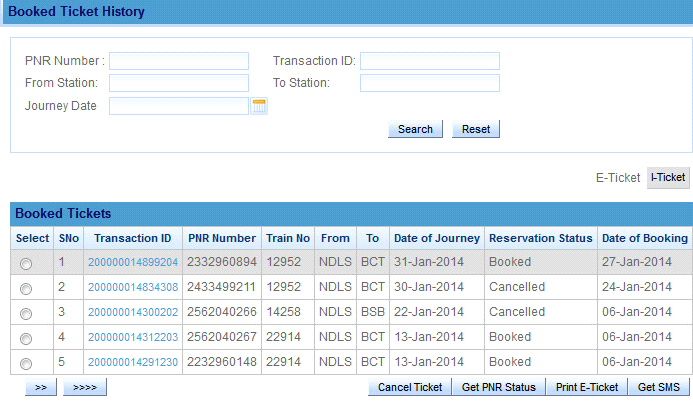 Booked Ticket History
PNR Number : Transaction ID:
From Station: To Station:
Journey Date
Search Reset
E-Ticket I-Ticket
Booked Tickets
Select SNo Transaction ID PNR Number Train No From To Date of Journey Reservation Status Date of Booking
1 200000014899204 2332960894 12952 NDLS BCT 31-Jan-2014 Booked 27-Jan-2014
2 200000014834308 2433499211 12952 NDLS BCT 30-Jan-2014 Cancelled 24-Jan-2014
3 200000014300202 2562040266 14258 NDLS BSB 22-Jan-2014 Cancelled 06-Jan-2014
4 200000014312203 2562040267 22914 NDLS BCT 13-Jan-2014 Booked 06-Jan-2014
5 200000014291230 2232960148 22914 NDLS BCT 13-Jan-2014 Booked 06-Jan-2014
>> >>>> Cancel Ticket Get PNR Status Print E-Ticket Get SMS